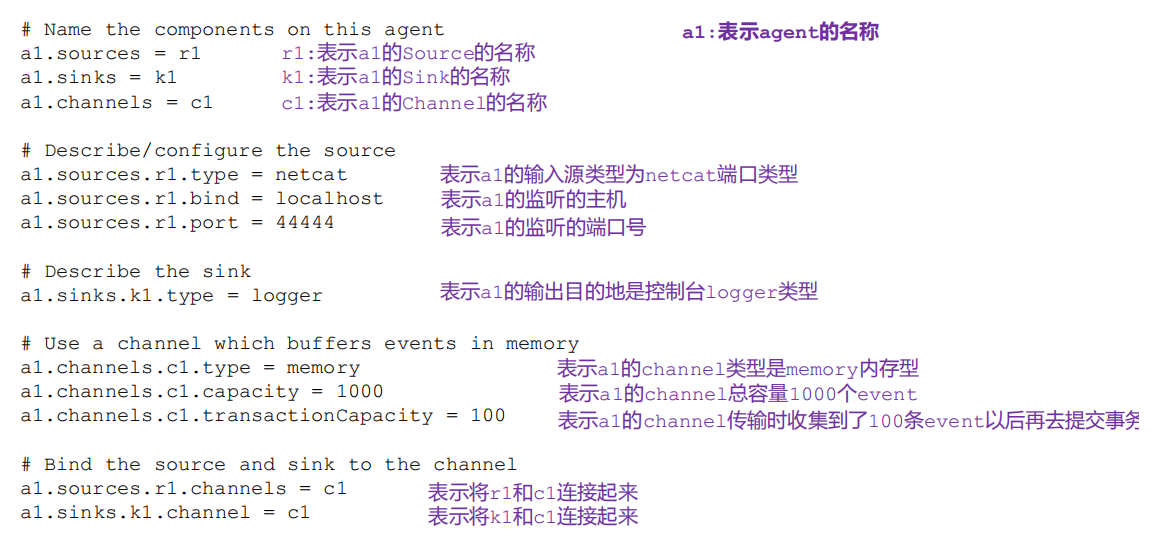 # Name the components on this agent a1:表示agent的名称
a1.sources = r1 r1:表示a1的Source的名称
a1.sinks = k1 k1:表示a1的Sink的名称
a1.channels = c1 c1:表示a1的Channel的名称
# Describe/configure the source
a1.sources.r1.type = netcat 表示a1的输入源类型为netcat端口类型
a1.sources.r1.bind = localhost 表示a1的监听的主机
a1.sources.r1.port = 44444 表示a1的监听的端口号
# Describe the sink
a1.sinks.k1.type = logger 表示a1的输出目的地是控制台logger类型
# Use a channel which buffers events in memory
a1.channels.c1.type = memory 表示a1的channel类型是memory内存型
a1.channels.c1.capacity = 1000 表示a1的channel总容量1000个event
a1.channels.c1.transactionCapacity = 100 表示a1的channel传输时收集到了100条event以后再去提交事务
# Bind the source and sink to the channel
a1.sources.r1.channels = c1 表示将r1和c1连接起来
a1.sinks.k1.channel = c1 表示将k1和c1连接起来